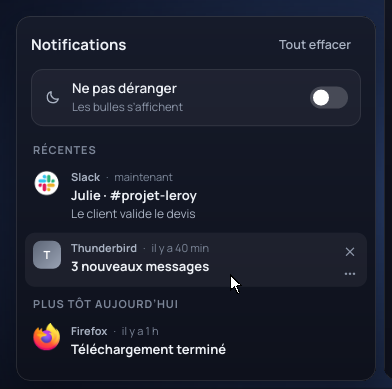 Notifications
Tout effacer
Ne pas déranger
Les bulles s'affichent
RÉCENTES
Slack · maintenant
Julie · #projet-leroy
Le client valide le devis
T
Thunderbird · il y a 40 min
3 nouveaux messages
PLUS TÔT AUJOURD'HUI
Firefox · il y a 1 h
Téléchargement terminé